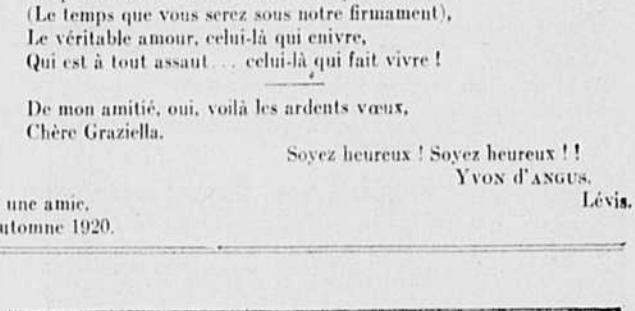 (Le temps que vous serez sous notre firmament),
Le véritable amour, celui-là qui enivre,
Qui est à tout assaut... celui-là qui fait vivre !
De mon amitié, oui, voilà les ardents vœux,
Chère Graziella.
Soyez heureux ! Soyez heureux ! !
YVON d'ANGUS.
Lévis.
une amie.
utomne 1920.